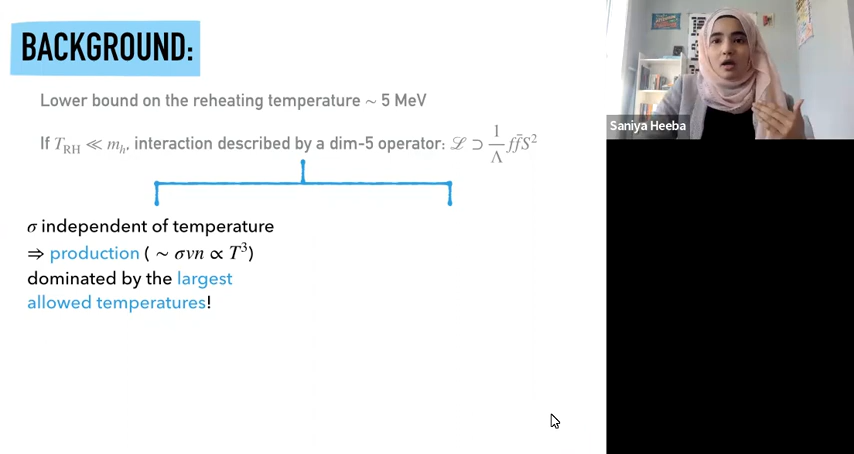 BACKGROUND:
Lower bound on the reheating temperature ~ 5 MeV
If T_RH ≪ m_h, interaction described by a dim-5 operator: ℒ ⊃ 1/Λ f f̄ S²
σ independent of temperature
⇒ production ( ~ σvn ∝ T³)
dominated by the largest
allowed temperatures!
Saniya Heeba